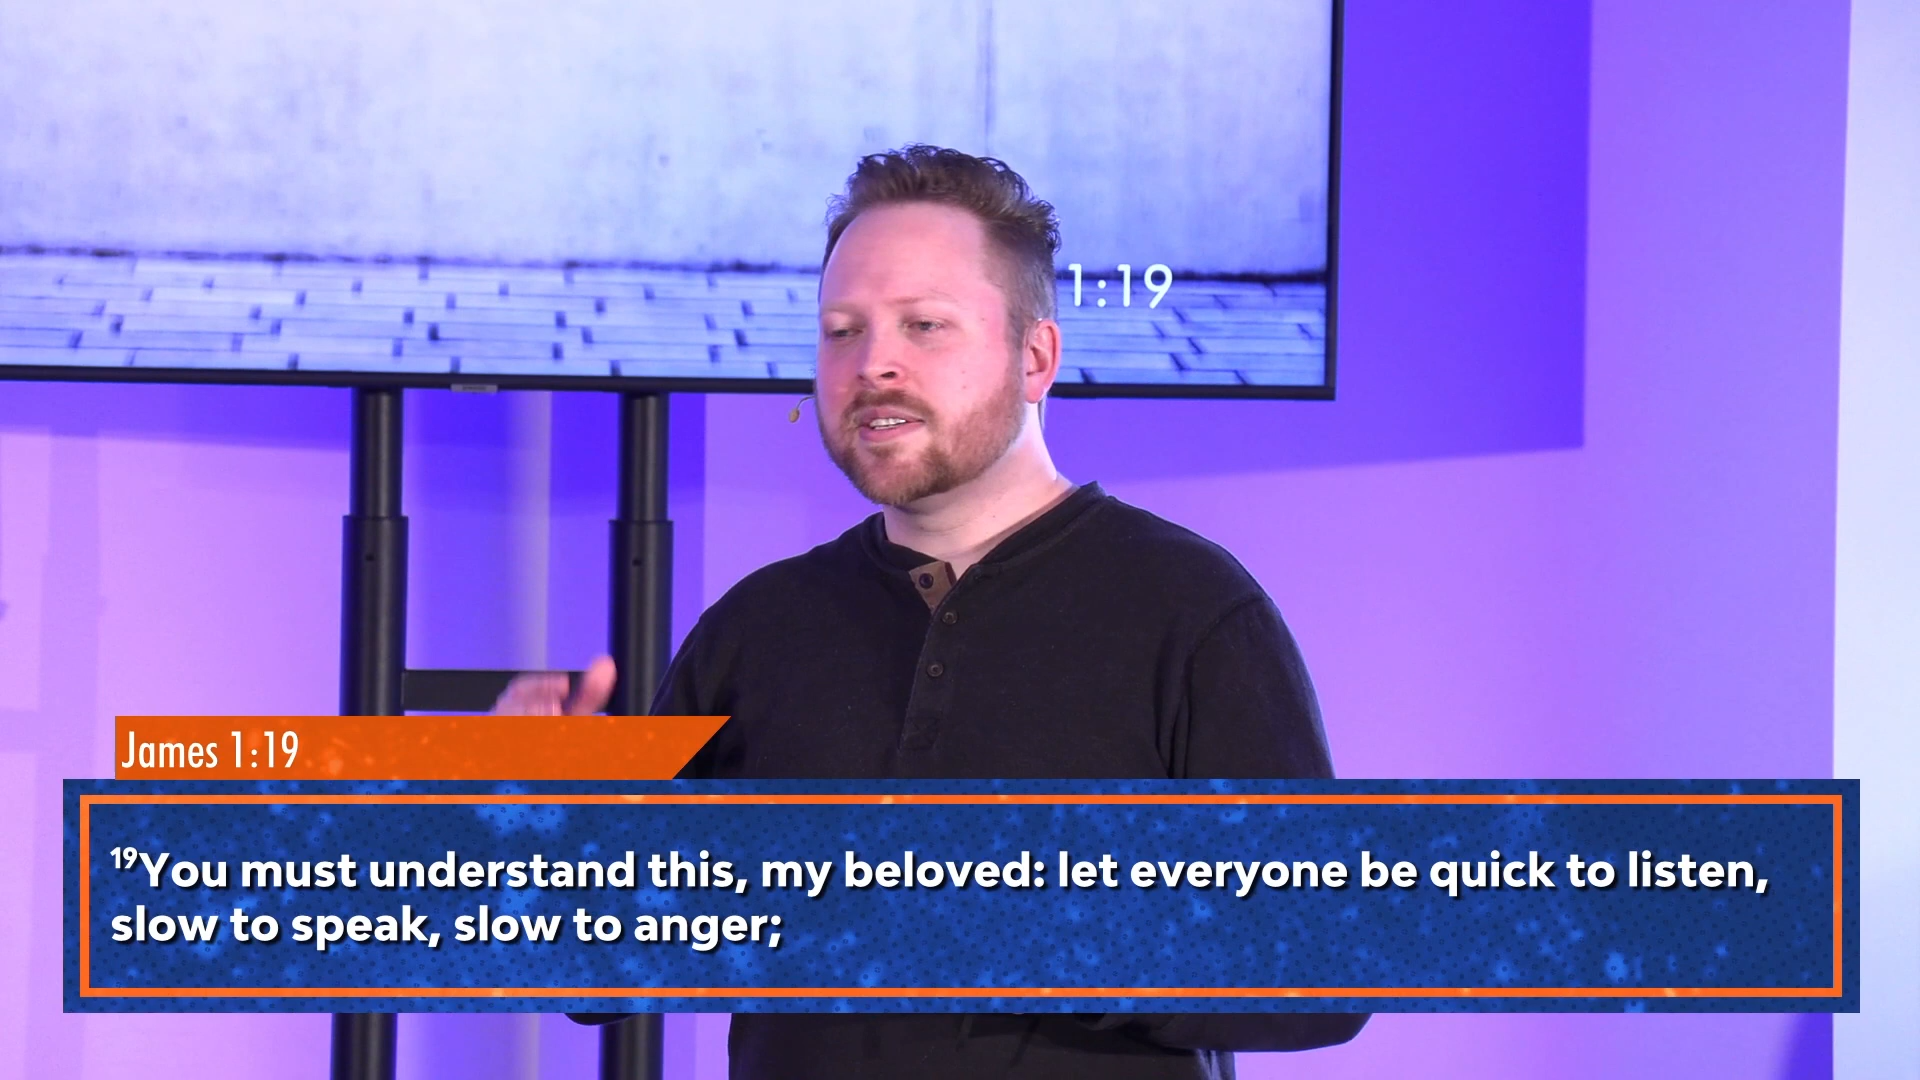 1:19
James 1:19
¹⁹You must understand this, my beloved: let everyone be quick to listen,
slow to speak, slow to anger;